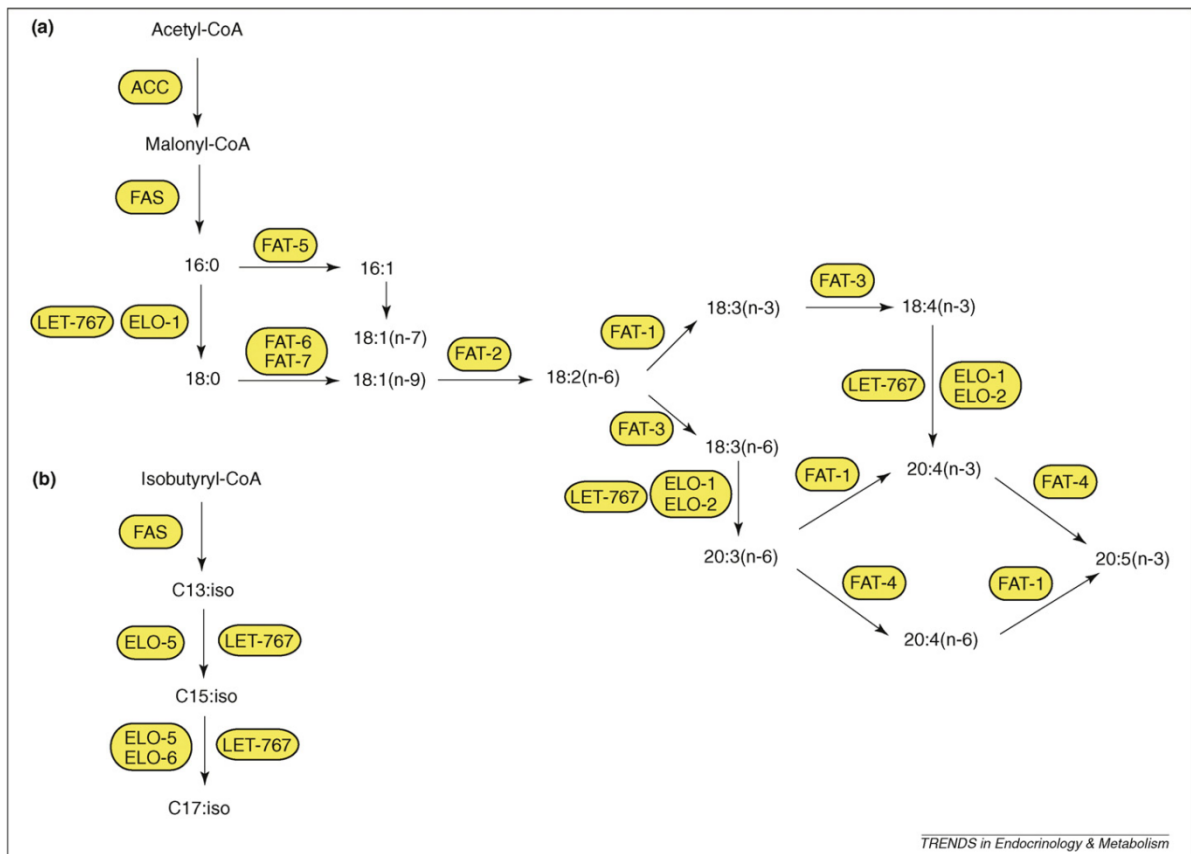 (a)
Acetyl-CoA
ACC
Malonyl-CoA
FAS
16:0
FAT-5
16:1
LET-767
ELO-1
18:1(n-7)
18:0
FAT-6
FAT-7
18:1(n-9)
FAT-2
18:2(n-6)
FAT-1
18:3(n-3)
FAT-3
18:4(n-3)
LET-767
ELO-1
ELO-2
FAT-3
18:3(n-6)
LET-767
ELO-1
ELO-2
20:3(n-6)
FAT-1
20:4(n-3)
FAT-4
FAT-4
20:4(n-6)
FAT-1
20:5(n-3)
(b)
Isobutyryl-CoA
FAS
C13:iso
ELO-5
LET-767
C15:iso
ELO-5
ELO-6
LET-767
C17:iso
TRENDS in Endocrinology & Metabolism